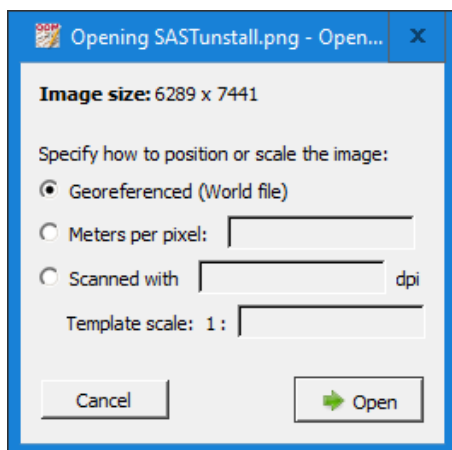 Opening SASTunstall.png - Open...
Image size: 6289 x 7441
Specify how to position or scale the image:
Georeferenced (World file)
Meters per pixel:
Scanned with dpi
Template scale: 1 :
Cancel Open